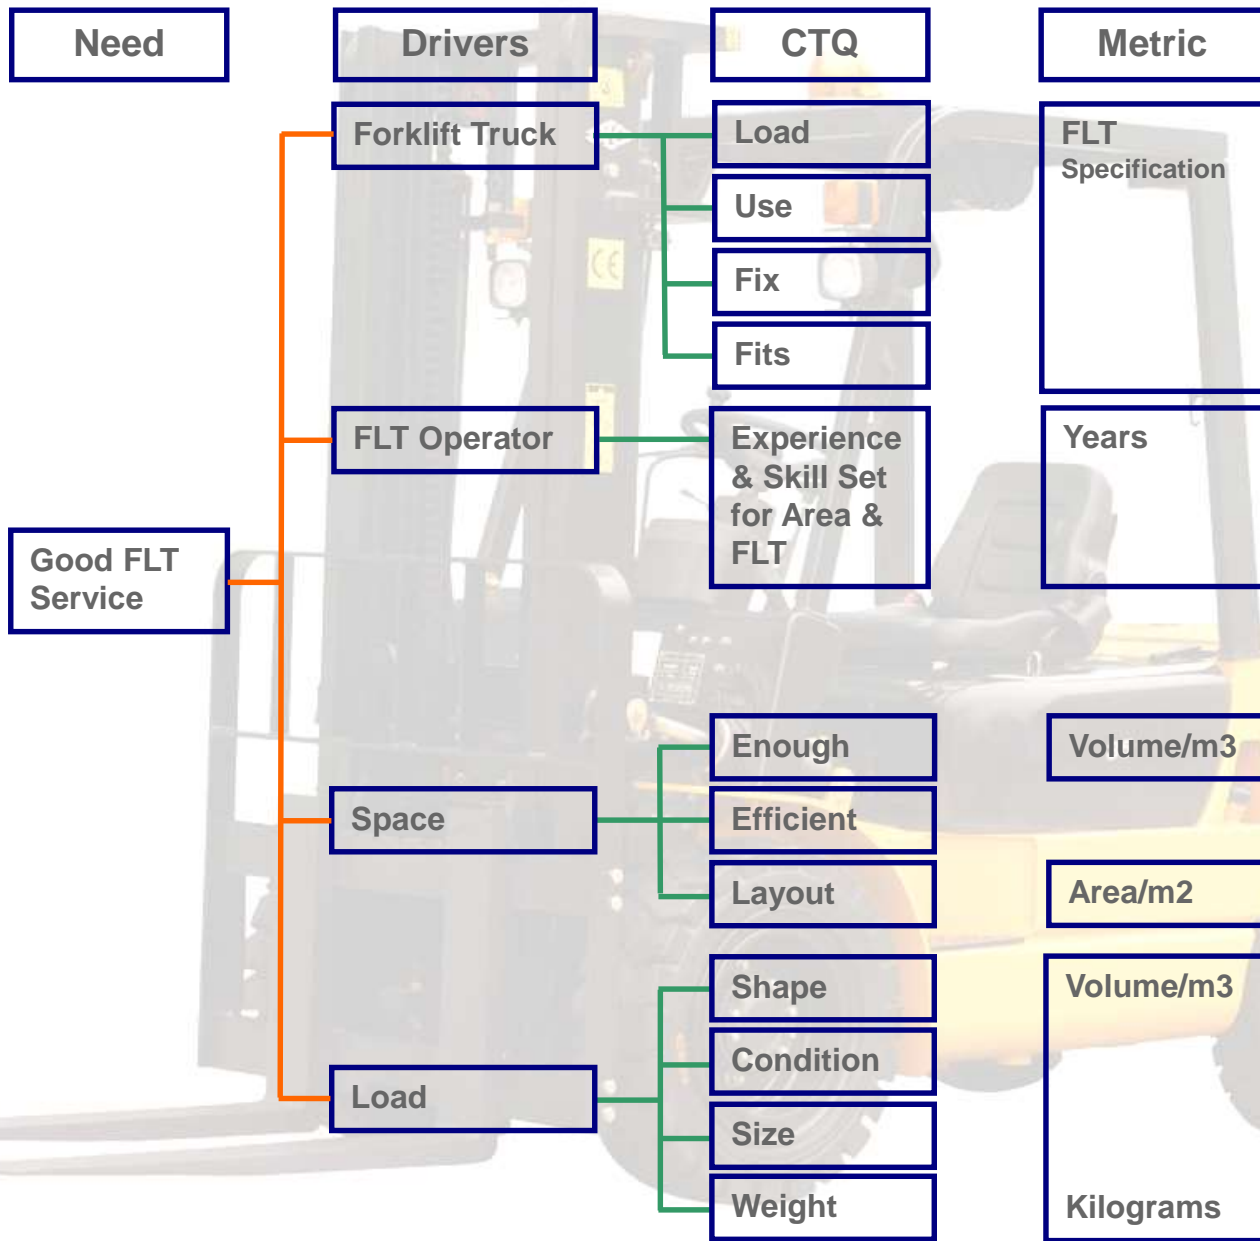 Need
Drivers
CTQ
Metric
Forklift Truck
Load
FLT
Specification
Use
Fix
Fits
FLT Operator
Experience
& Skill Set
for Area &
FLT
Years
Good FLT
Service
Enough
Volume/m3
Space
Efficient
Layout
Area/m2
Shape
Volume/m3
Condition
Load
Size
Weight
Kilograms
CE